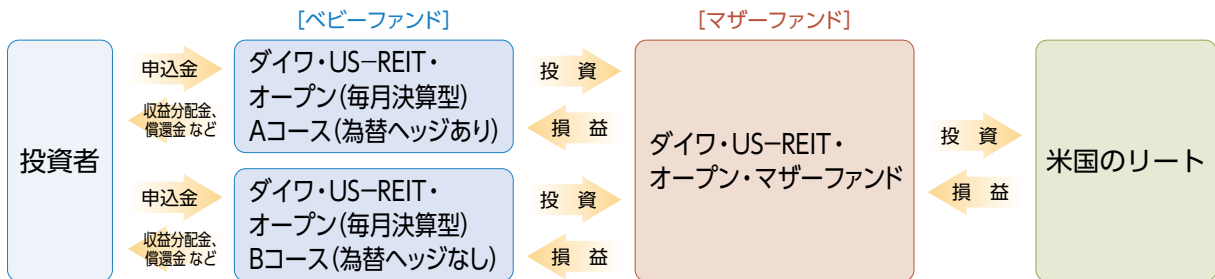 [ベビーファンド]
[マザーファンド]
投資者
申込金
収益分配金、
償還金 など
ダイワ・US−REIT・
オープン(毎月決算型)
Aコース(為替ヘッジあり)
投 資
損 益
申込金
収益分配金、
償還金 など
ダイワ・US−REIT・
オープン(毎月決算型)
Bコース(為替ヘッジなし)
投 資
損 益
ダイワ・US−REIT・
オープン・マザーファンド
投 資
損 益
米国のリート